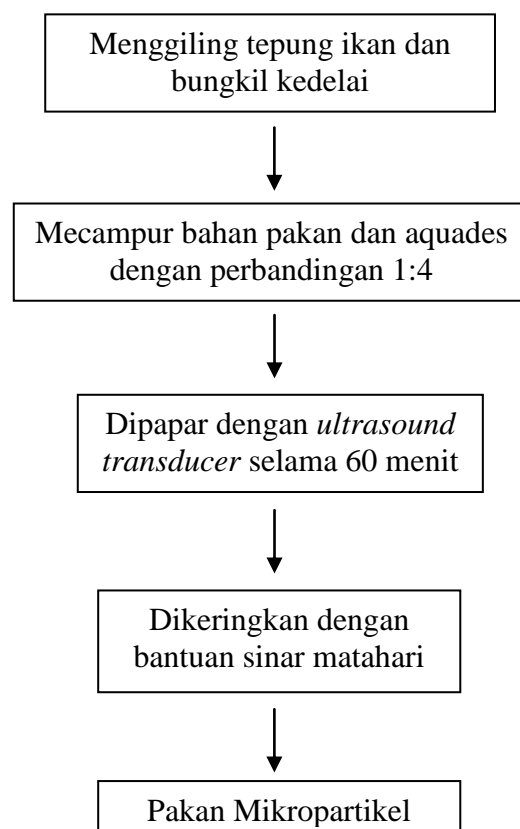 Menggiling tepung ikan dan
bungkil kedelai
Mecampur bahan pakan dan aquades
dengan perbandingan 1:4
Dipapar dengan ultrasound
transducer selama 60 menit
Dikeringkan dengan
bantuan sinar matahari
Pakan Mikropartikel